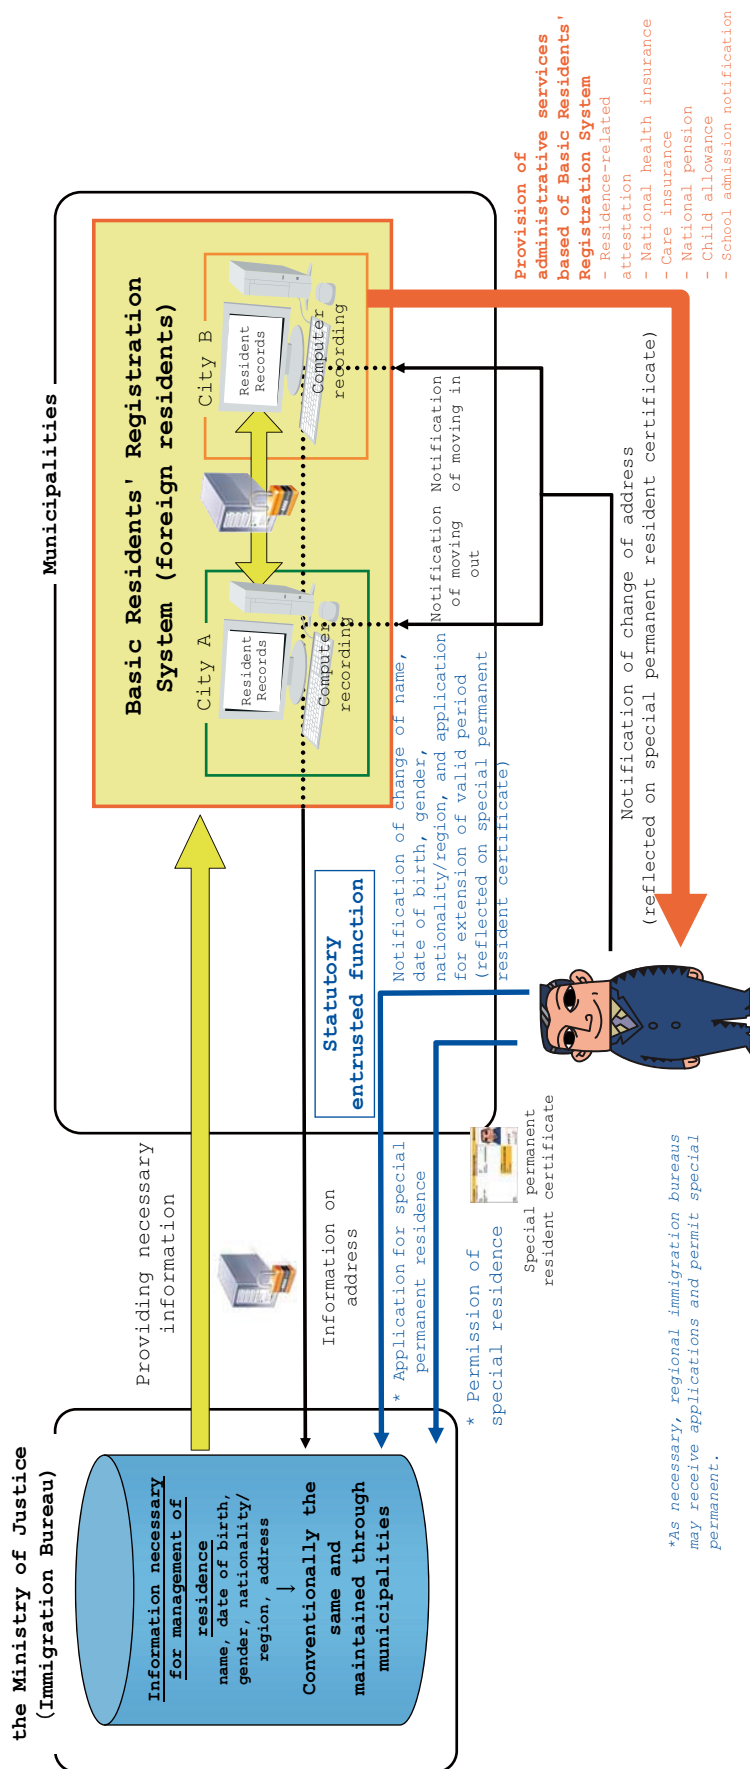 the Ministry of Justice
(Immigration Bureau)
Information necessary
for management of
residence
name, date of birth,
gender, nationality/
region, address
↓
Conventionally the
same and
maintained through
municipalities
Providing necessary
information
Information on
address
* Application for special
permanent residence
* Permission of
special residence
Special permanent
resident certificate
*As necessary, regional immigration bureaus
may receive applications and permit special
permanent.
Municipalities
Basic Residents' Registration
System (foreign residents)
City A
Resident
Records
Computer
recording
City B
Resident
Records
Computer
recording
Statutory
entrusted function
Notification of change of name,
date of birth, gender,
nationality/region, and application
for extension of valid period
(reflected on special permanent
resident certificate)
Notification
of moving
out
Notification
of moving in
Notification of change of address
(reflected on special permanent resident certificate)
Provision of
administrative services
based of Basic Residents'
Registration System
- Residence-related
attestation
- National health insurance
- Care insurance
- National pension
- Child allowance
- School admission notification